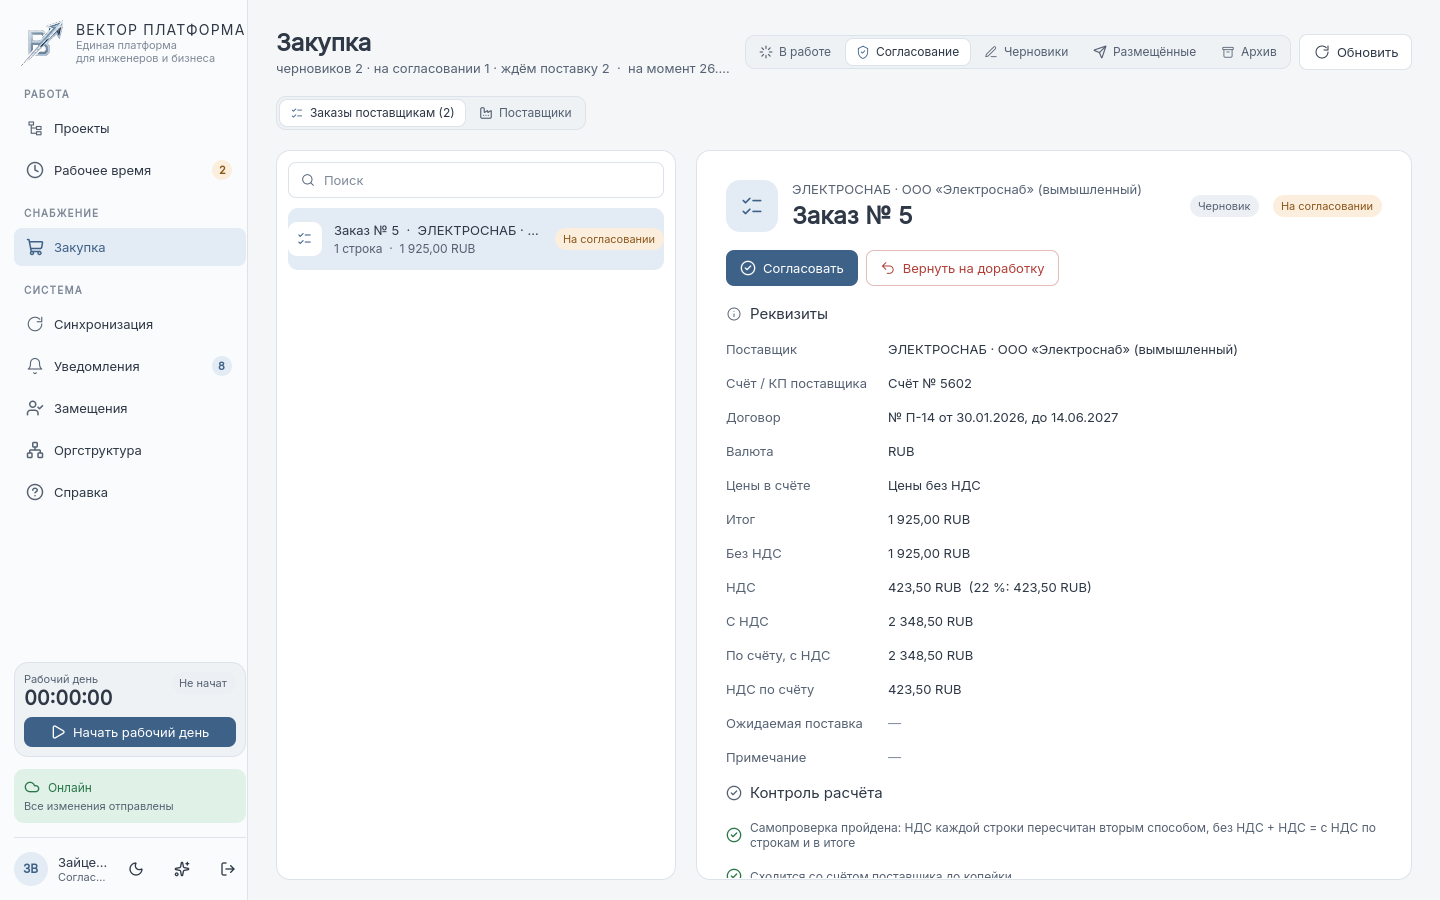 ВЕКТОР ПЛАТФОРМА
Единая платформа
для инженеров и бизнеса
РАБОТА
Проекты
Рабочее время 2
СНАБЖЕНИЕ
Закупка
СИСТЕМА
Синхронизация
Уведомления 8
Замещения
Оргструктура
Справка
Рабочий день
Не начат
00:00:00
Начать рабочий день
Онлайн
Все изменения отправлены
ЗВ
Зайце...
Соглас...
Закупка
черновиков 2 · на согласовании 1 · ждём поставку 2 · на момент 26....
В работе
Согласование
Черновики
Размещённые
Архив
Обновить
Заказы поставщикам (2)
Поставщики
Поиск
Заказ № 5 · ЭЛЕКТРОСНАБ · ...
1 строка · 1 925,00 RUB
На согласовании
ЭЛЕКТРОСНАБ · ООО «Электроснаб» (вымышленный)
Заказ № 5
Черновик
На согласовании
Согласовать
Вернуть на доработку
Реквизиты
Поставщик ЭЛЕКТРОСНАБ · ООО «Электроснаб» (вымышленный)
Счёт / КП поставщика Счёт № 5602
Договор № П-14 от 30.01.2026, до 14.06.2027
Валюта RUB
Цены в счёте Цены без НДС
Итог 1 925,00 RUB
Без НДС 1 925,00 RUB
НДС 423,50 RUB (22 %: 423,50 RUB)
С НДС 2 348,50 RUB
По счёту, с НДС 2 348,50 RUB
НДС по счёту 423,50 RUB
Ожидаемая поставка —
Примечание —
Контроль расчёта
Самопроверка пройдена: НДС каждой строки пересчитан вторым способом, без НДС + НДС = с НДС по
строкам и в итоге
Сходится со счётом поставщика до копейки